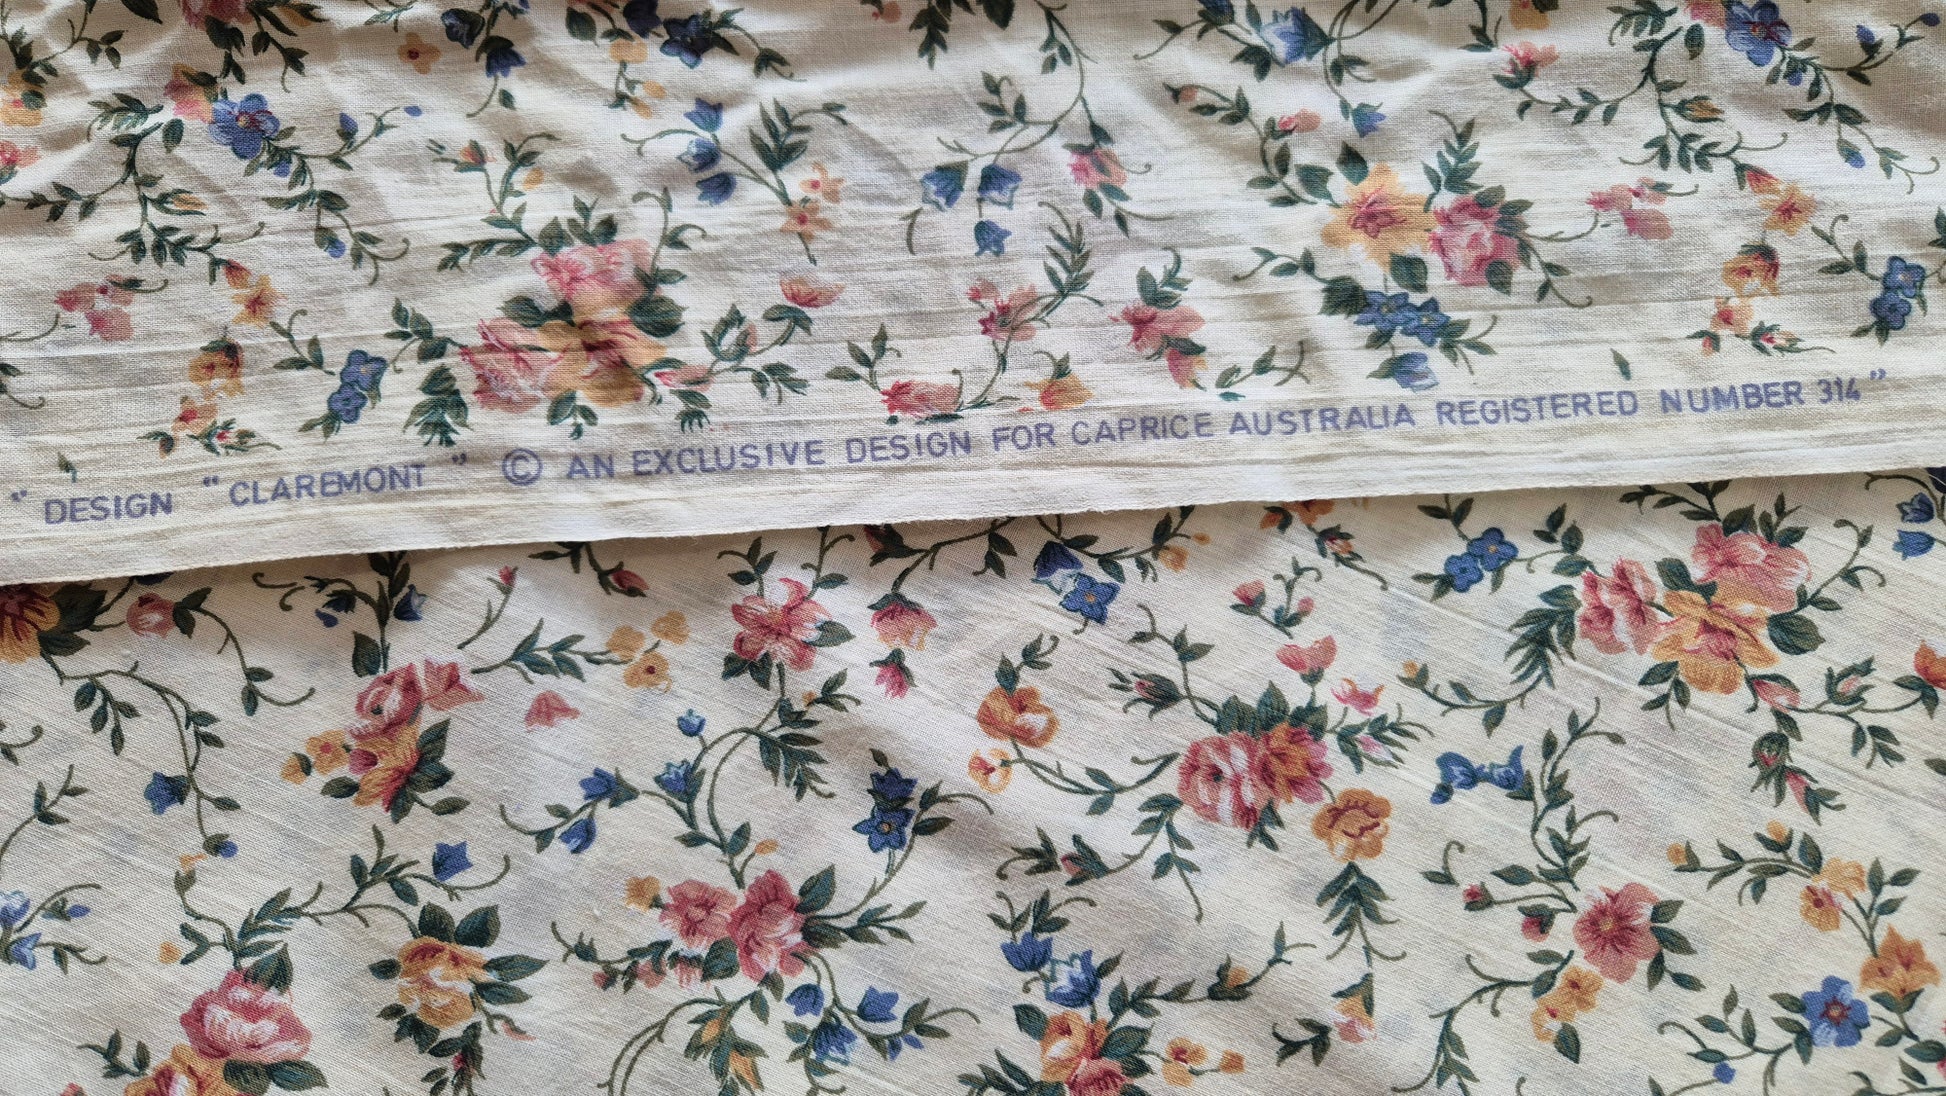 " DESIGN "CLAREMONT " © AN EXCLUSIVE DESIGN FOR CAPRICE AUSTRALIA REGISTERED NUMBER 314 "